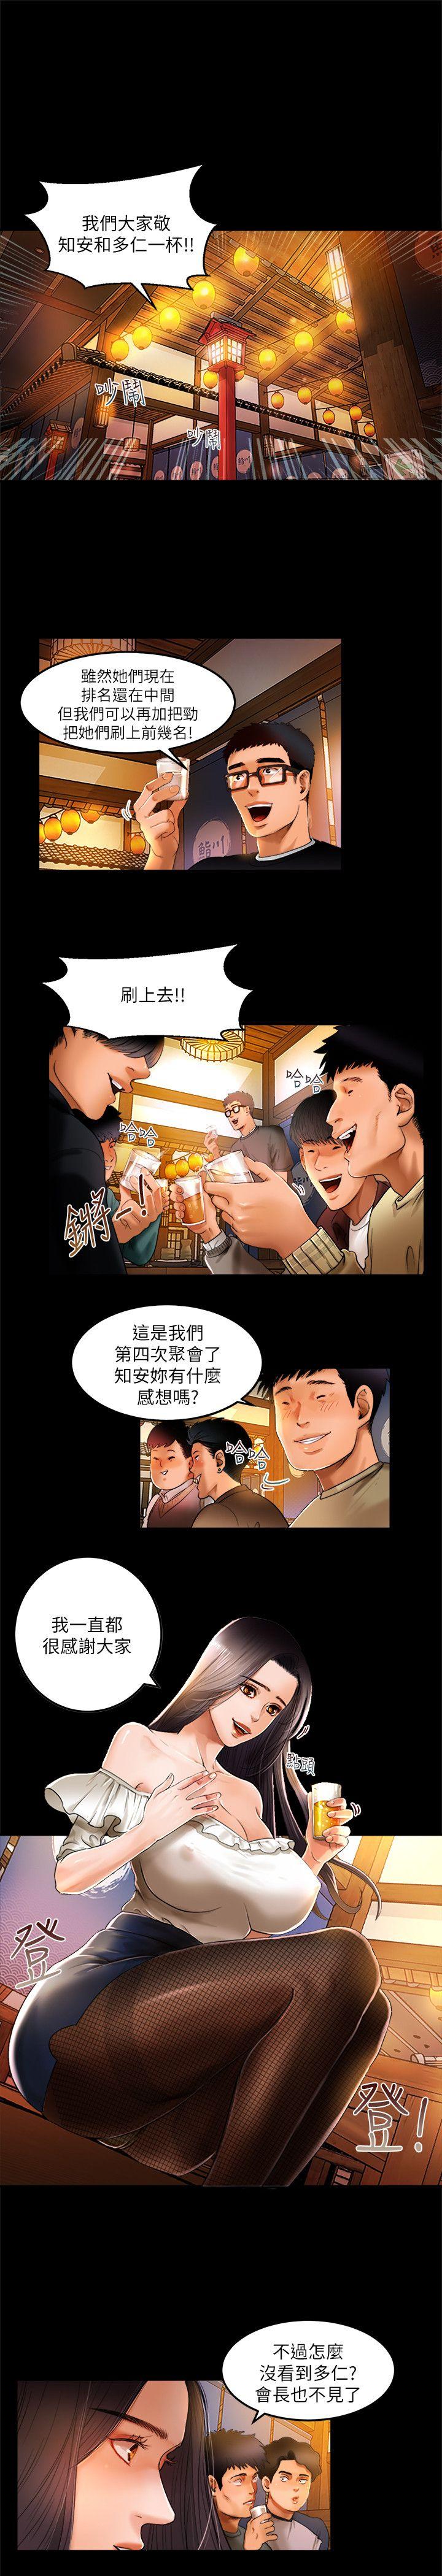 我們大家敬
知安和多仁一杯!!
吵鬧
吵鬧
雖然她們現在
排名還在中間
但我們可以再加把勁
把她們刷上前幾名!
鮨川
刷上去!!
哈哈
哈哈
鏘-!
這是我們
第四次聚會了
知安妳有什麼
感想嗎?
哈哈
我一直都
很感謝大家
點頭
登
登!
不過怎麼
沒看到多仁?
會長也不見了